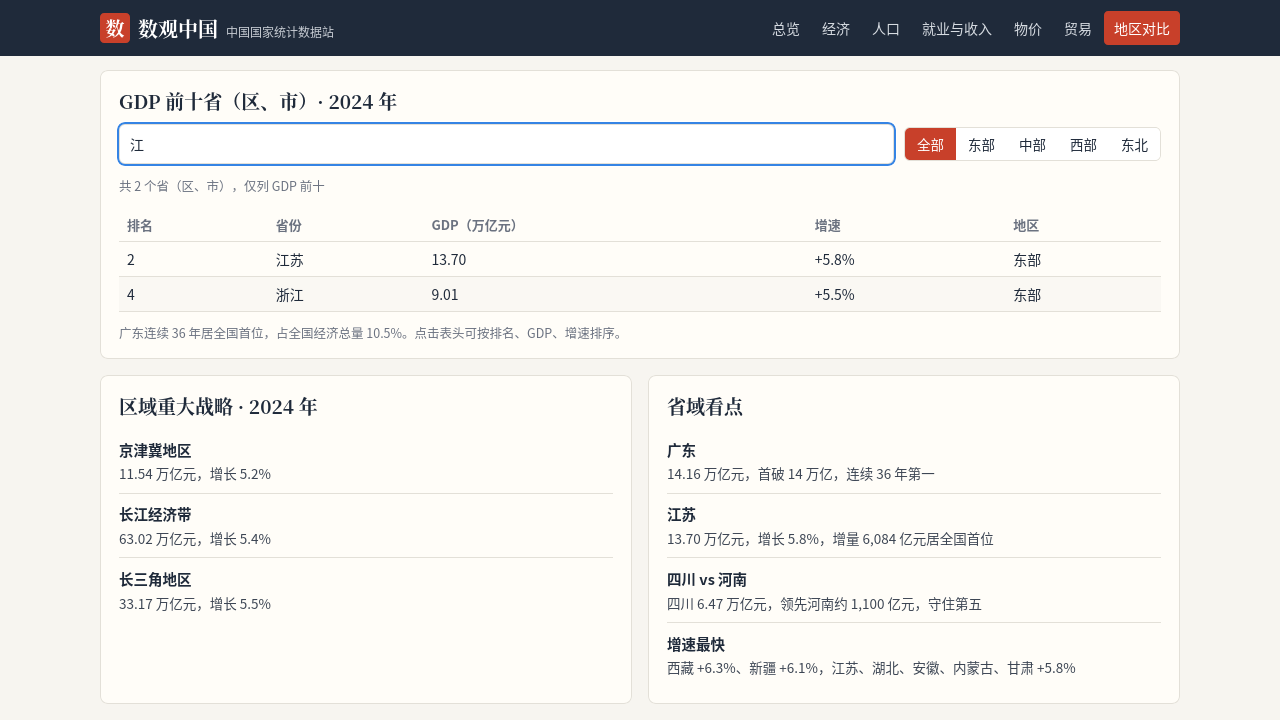 数 数观中国 中国国家统计数据站 总览 经济 人口 就业与收入 物价 贸易 地区对比
GDP 前十省（区、市）· 2024 年
江 全部 东部 中部 西部 东北
共 2 个省（区、市），仅列 GDP 前十
排名 省份 GDP（万亿元） 增速 地区
2 江苏 13.70 +5.8% 东部
4 浙江 9.01 +5.5% 东部
广东连续 36 年居全国首位，占全国经济总量 10.5%。点击表头可按排名、GDP、增速排序。
区域重大战略 · 2024 年
京津冀地区
11.54 万亿元，增长 5.2%
长江经济带
63.02 万亿元，增长 5.4%
长三角地区
33.17 万亿元，增长 5.5%
省域看点
广东
14.16 万亿元，首破 14 万亿，连续 36 年第一
江苏
13.70 万亿元，增长 5.8%，增量 6,084 亿元居全国首位
四川 vs 河南
四川 6.47 万亿元，领先河南约 1,100 亿元，守住第五
增速最快
西藏 +6.3%、新疆 +6.1%，江苏、湖北、安徽、内蒙古、甘肃 +5.8%